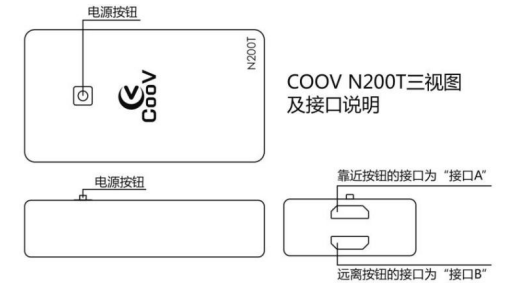 电源按钮
N200T
CooV
COOV N200T三视图
及接口说明
电源按钮
靠近按钮的接口为“接口A”
远离按钮的接口为“接口B”